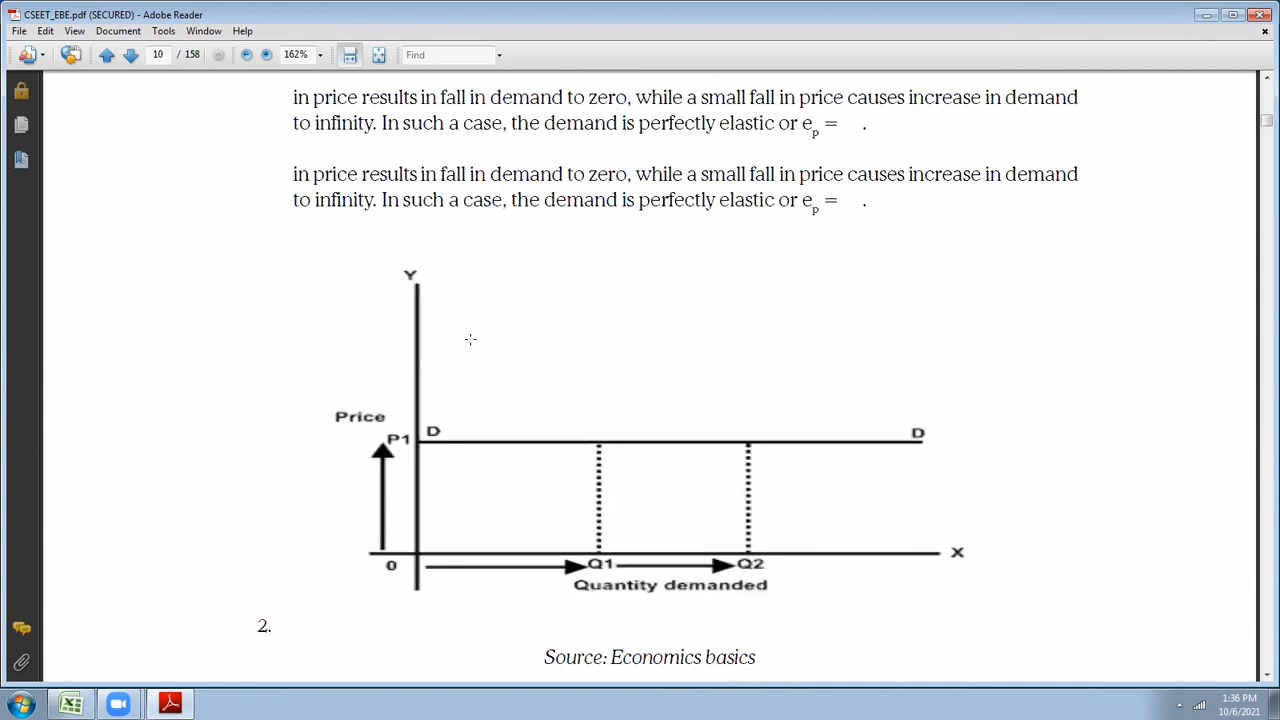 CSEET_EBE.pdf (SECURED) - Adobe Reader
File Edit View Document Tools Window Help
10 / 158 162% Find
in price results in fall in demand to zero, while a small fall in price causes increase in demand
to infinity. In such a case, the demand is perfectly elastic or ep = .
in price results in fall in demand to zero, while a small fall in price causes increase in demand
to infinity. In such a case, the demand is perfectly elastic or ep = .
Y
Price
P1 D D
X
0 Q1 Q2
Quantity demanded
2.
Source: Economics basics
1:36 PM
10/6/2021